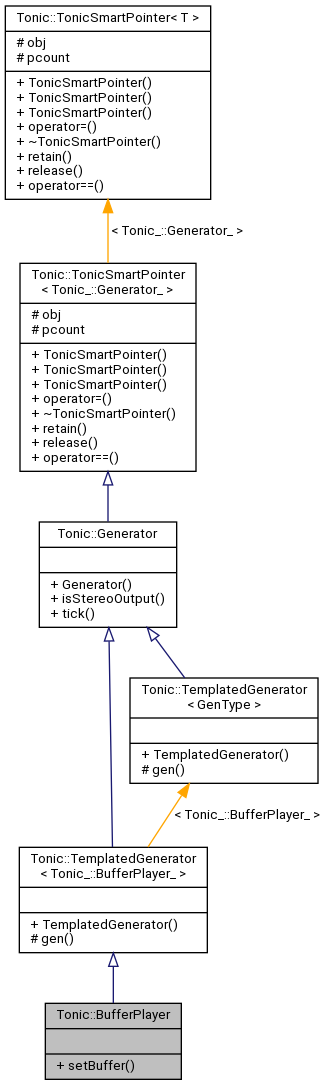 Tonic::TonicSmartPointer< T >
# obj
# pcount
+ TonicSmartPointer()
+ TonicSmartPointer()
+ TonicSmartPointer()
+ operator=()
+ ~TonicSmartPointer()
+ retain()
+ release()
+ operator==()
< Tonic_::Generator_ >
Tonic::TonicSmartPointer
< Tonic_::Generator_ >
# obj
# pcount
+ TonicSmartPointer()
+ TonicSmartPointer()
+ TonicSmartPointer()
+ operator=()
+ ~TonicSmartPointer()
+ retain()
+ release()
+ operator==()
Tonic::Generator
+ Generator()
+ isStereoOutput()
+ tick()
Tonic::TemplatedGenerator
< GenType >
+ TemplatedGenerator()
# gen()
< Tonic_::BufferPlayer_ >
Tonic::TemplatedGenerator
< Tonic_::BufferPlayer_ >
+ TemplatedGenerator()
# gen()
Tonic::BufferPlayer
+ setBuffer()